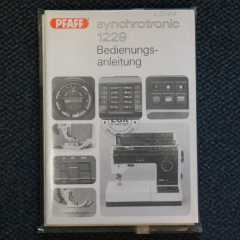 PFAFF
synchrotronic
1229
Bedienungs-
anleitung